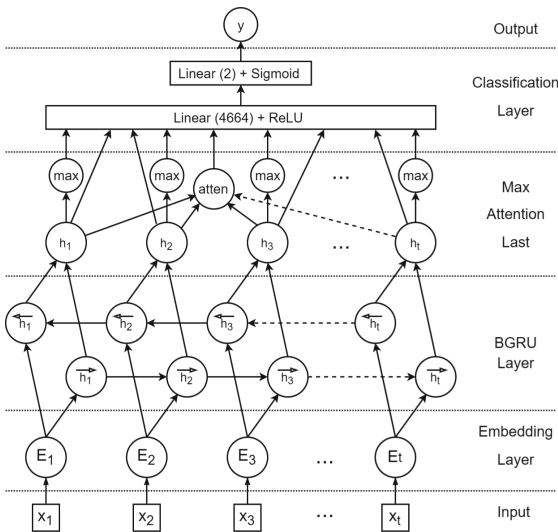 y Output
Linear (2) + Sigmoid
Classification
Layer
Linear (4664) + ReLU
max max atten max ... max
Max
Attention
Last
h1 h2 h3 ... ht
←h1 ←h2 ←h3 ←ht
BGRU
Layer
→h1 →h2 →h3 →ht
Embedding
Layer
E1 E2 E3 ... Et
x1 x2 x3 ... xt Input